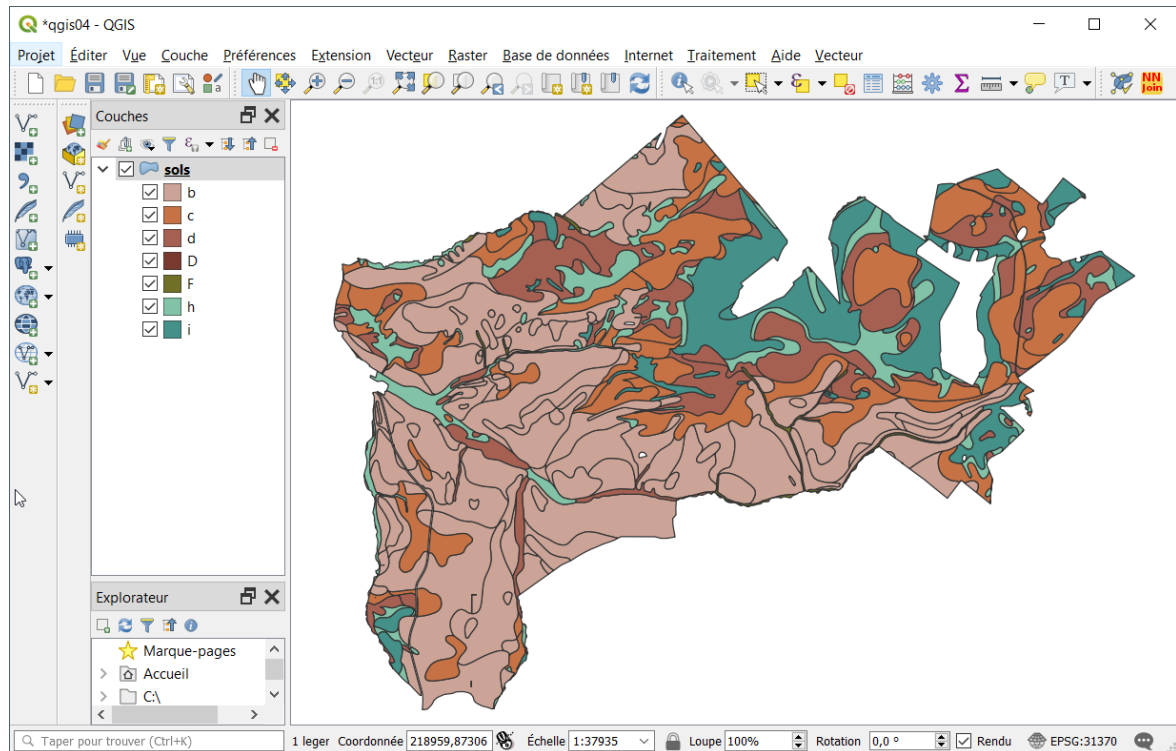 *qgis04 - QGIS
Projet Éditer Vue Couche Préférences Extension Vecteur Raster Base de données Internet Traitement Aide Vecteur
1:1 ε Σ T NN
Join
Couches
ε
sols
b
c
d
D
F
h
i
Explorateur
Marque-pages
Accueil
C:\
Taper pour trouver (Ctrl+K) 1 leger Coordonnée 218959,87306 Échelle 1:37935 Loupe 100% Rotation 0,0 ° Rendu EPSG:31370